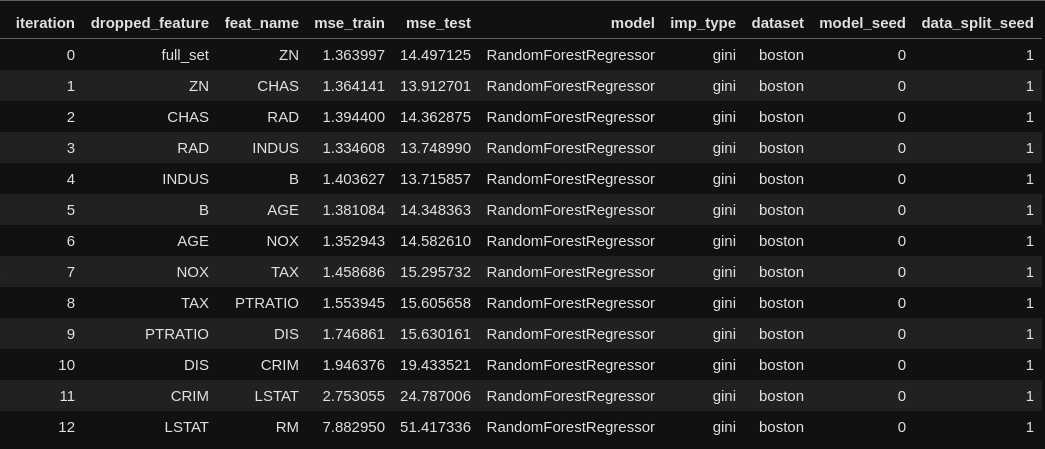 iteration dropped_feature feat_name mse_train mse_test model imp_type dataset model_seed data_split_seed
0 full_set ZN 1.363997 14.497125 RandomForestRegressor gini boston 0 1
1 ZN CHAS 1.364141 13.912701 RandomForestRegressor gini boston 0 1
2 CHAS RAD 1.394400 14.362875 RandomForestRegressor gini boston 0 1
3 RAD INDUS 1.334608 13.748990 RandomForestRegressor gini boston 0 1
4 INDUS B 1.403627 13.715857 RandomForestRegressor gini boston 0 1
5 B AGE 1.381084 14.348363 RandomForestRegressor gini boston 0 1
6 AGE NOX 1.352943 14.582610 RandomForestRegressor gini boston 0 1
7 NOX TAX 1.458686 15.295732 RandomForestRegressor gini boston 0 1
8 TAX PTRATIO 1.553945 15.605658 RandomForestRegressor gini boston 0 1
9 PTRATIO DIS 1.746861 15.630161 RandomForestRegressor gini boston 0 1
10 DIS CRIM 1.946376 19.433521 RandomForestRegressor gini boston 0 1
11 CRIM LSTAT 2.753055 24.787006 RandomForestRegressor gini boston 0 1
12 LSTAT RM 7.882950 51.417336 RandomForestRegressor gini boston 0 1